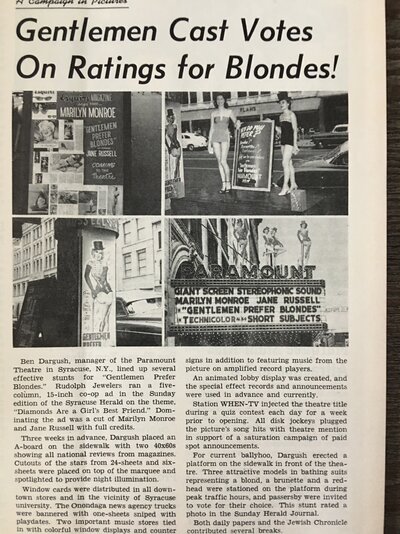 A Campaign in Pictures
Gentlemen Cast Votes
On Ratings for Blondes!
Esquire
MAGAZINE
MARILYN MONROE
"GENTLEMEN
PREFER
BLONDES"
JANE RUSSELL
COMING
TO THE
GENTLEMEN
PREFER
PARAMOUNT
GIANT SCREEN STEREOPHONIC SOUND
MARILYN MONROE JANE RUSSELL
IN "GENTLEMEN PREFER BLONDES"
IN TECHNICOLOR SHORT SUBJECTS
Ben Dargush, manager of the Paramount
Theatre in Syracuse, N.Y., lined up several
effective stunts for "Gentlemen Prefer
Blondes." Rudolph Jewelers ran a five-
column, 15-inch co-op ad in the Sunday
edition of the Syracuse Herald on the theme,
"Diamonds Are a Girl's Best Friend." Dom-
inating the ad was a cut of Marilyn Monroe
and Jane Russell with full credits.
Three weeks in advance, Dargush placed an
A-board on the sidewalk with two 40x60s
showing all national reviews from magazines.
Cutouts of the stars from 24-sheets and six-
sheets were placed on top of the marquee and
spotlighted to provide night illumination.
Window cards were distributed in all down-
town stores and in the vicinity of Syracuse
university. The Onondaga news agency trucks
were bannered with one-sheets sniped with
playdates. Two important music stores tied
in with colorful window displays and counter
signs in addition to featuring music from the
picture on amplified record players.
An animated lobby display was created, and
the special effect records and announcements
were used in advance and currently.
Station WHEN-TV injected the theatre title
during a quiz contest each day for a week
prior to opening. All disk jockeys plugged
the picture's song hits with theatre mention
in support of a saturation campaign of paid
spot announcements.
For current ballyhoo, Dargush erected a
platform on the sidewalk in front of the thea-
tre. Three attractive models in bathing suits
representing a blond, a brunette and a red-
head were stationed on the platform during
peak traffic hours, and passersby were invited
to vote for their choice. This stunt rated a
photo in the Sunday Herald Journal.
Both daily papers and the Jewish Chronicle
contributed several breaks.